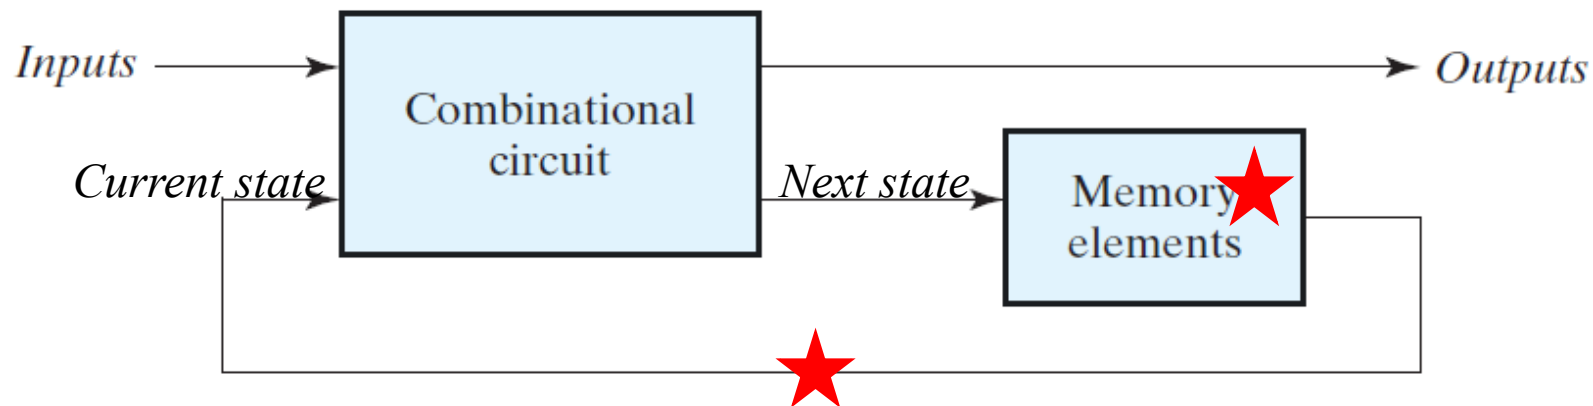 Inputs
Outputs
Combinational
circuit
Current state
Next state
Memory
elements